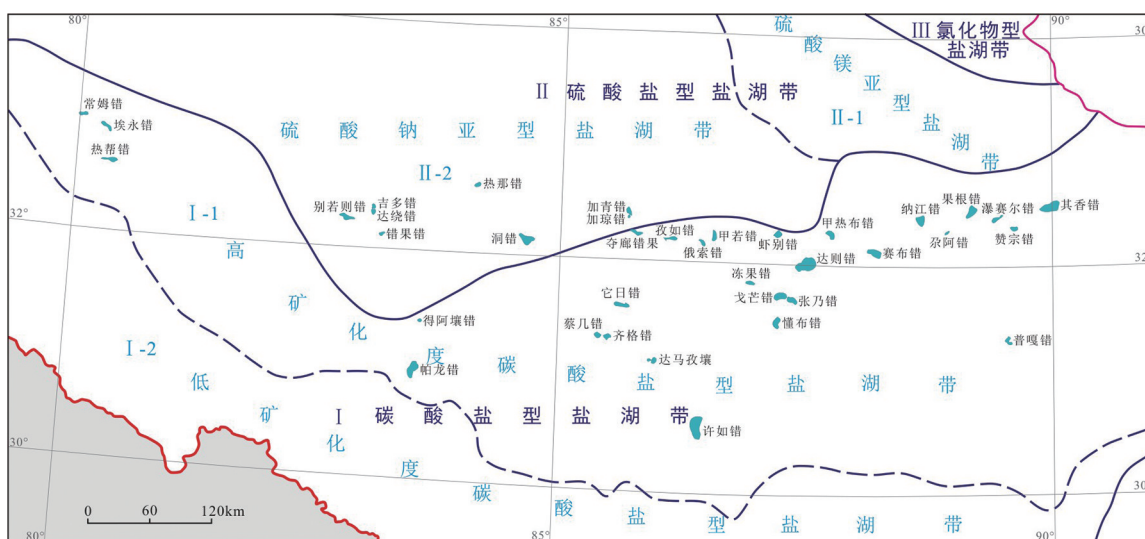 80°
85°
90°
30
III 氯化物型
盐湖带
硫酸镁亚型盐湖带
II 硫酸盐型盐湖带
II-1
硫酸钠亚型盐湖带
II-2
常姆错
埃永错
热帮错
热那错
吉多错
别若则错
达绕错
错果错
洞错
加青错
加琼错
夺廊错果
孜如错
俄索错
甲若错
虾别错
甲热布错
纳江错
果根错
瀑赛尔错
其香错
尕阿错
赞宗错
达则错
赛布错
32°
32
I-1
高矿化度碳酸盐型盐湖带
冻果错
戈芒错
张乃错
它日错
懂布错
得阿壤错
蔡几错
齐格错
普嘎错
达马孜壤
帕龙错
I-2
低矿化度碳酸盐型盐湖带
I 碳酸盐型盐湖带
许如错
30°
30
0 60 120km
80°
85°
90°